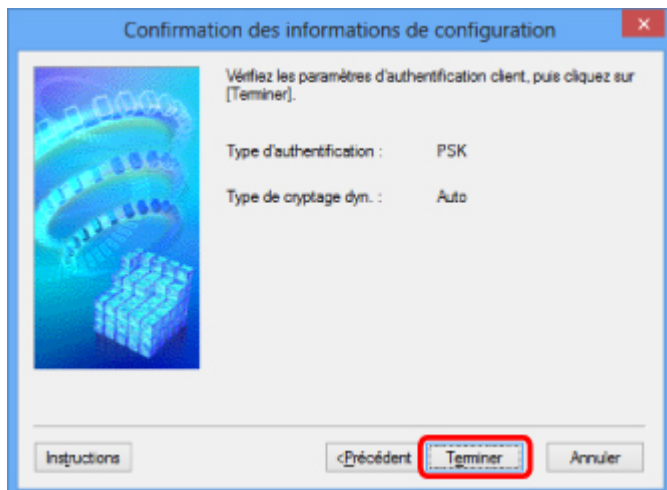 Confirmation des informations de configuration
Vérifiez les paramètres d'authentification client, puis cliquez sur
[Terminer].
Type d'authentification : PSK
Type de cryptage dyn. : Auto
Instructions <Précédent Terminer Annuler